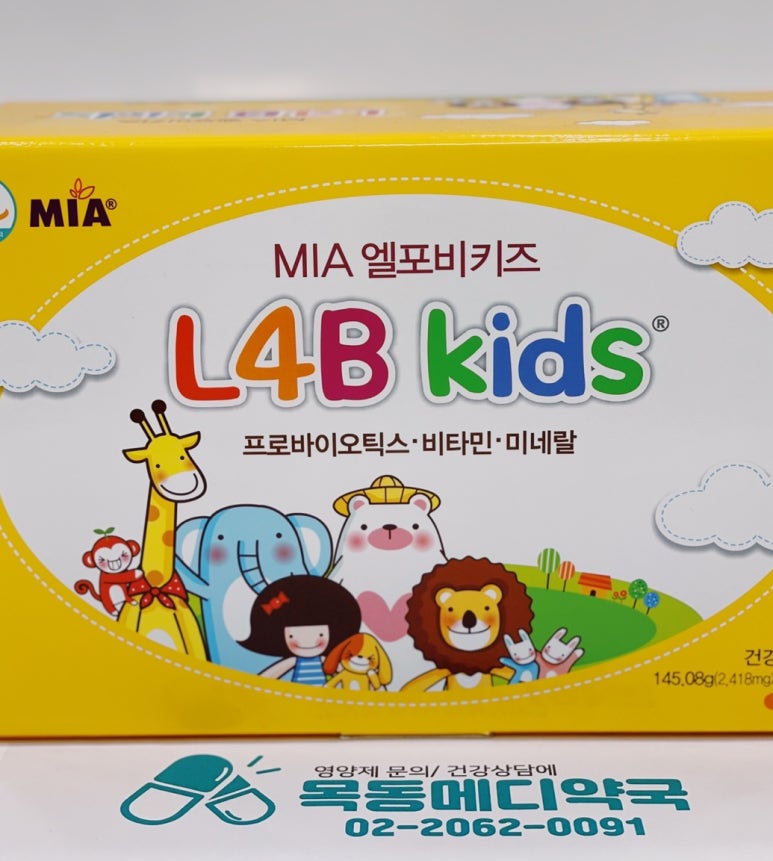 MIA®
MIA 엘포비키즈
L4B kids®
프로바이오틱스·비타민·미네랄
건강
145.08g(2,418mg
영양제 문의/ 건강상담에
목동메디약국
02-2062-0091